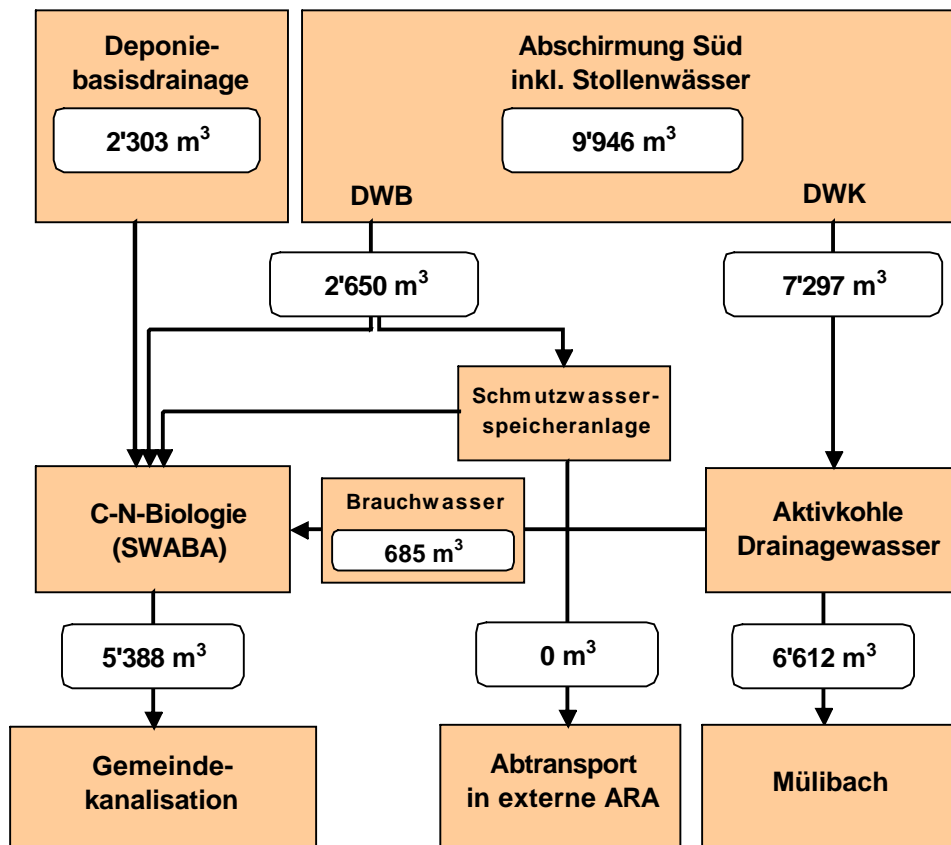 Deponie-
basisdrainage
2'303 m³
Abschirmung Süd
inkl. Stollenwässer
9'946 m³
DWB
DWK
2'650 m³
7'297 m³
Schmutzwasser-
speicheranlage
C-N-Biologie
(SWABA)
Brauchwasser
685 m³
Aktivkohle
Drainagewasser
5'388 m³
0 m³
6'612 m³
Gemeinde-
kanalisation
Abtransport
in externe ARA
Mülibach